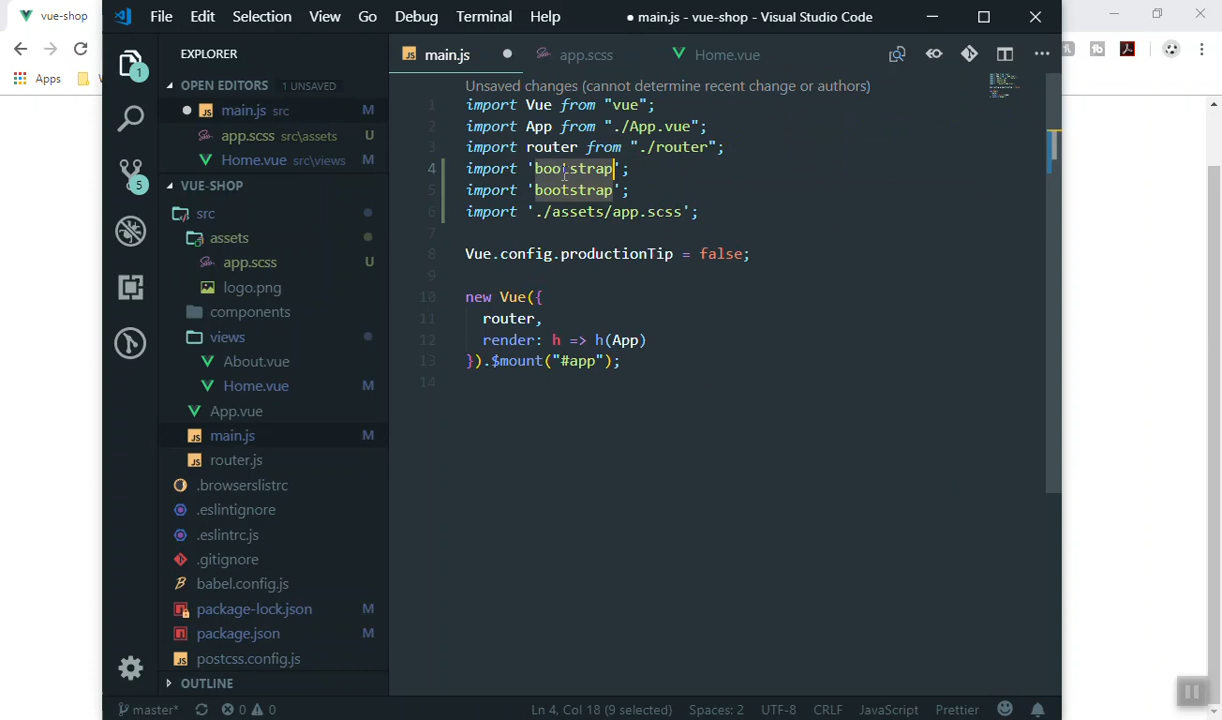 vue-shop
File Edit Selection View Go Debug Terminal Help
● main.js - vue-shop - Visual Studio Code
Apps
EXPLORER
OPEN EDITORS 1 UNSAVED
main.js src M
app.scss src\assets U
Home.vue src\views M
VUE-SHOP
src
assets
app.scss U
logo.png
components
views
About.vue
Home.vue M
App.vue
main.js M
router.js
.browserslistrc
.eslintignore
.eslintrc.js
.gitignore
babel.config.js
package-lock.json M
package.json M
postcss.config.js
OUTLINE
1
5
main.js
app.scss
Home.vue
Unsaved changes (cannot determine recent change or authors)
1 import Vue from "vue";
2 import App from "./App.vue";
3 import router from "./router";
4 import 'bootstrap';
5 import 'bootstrap';
6 import './assets/app.scss';
7
8 Vue.config.productionTip = false;
9
10 new Vue({
11 router,
12 render: h => h(App)
13 }).$mount("#app");
14
master* 0 0
Ln 4, Col 18 (9 selected) Spaces: 2 UTF-8 CRLF JavaScript Prettier